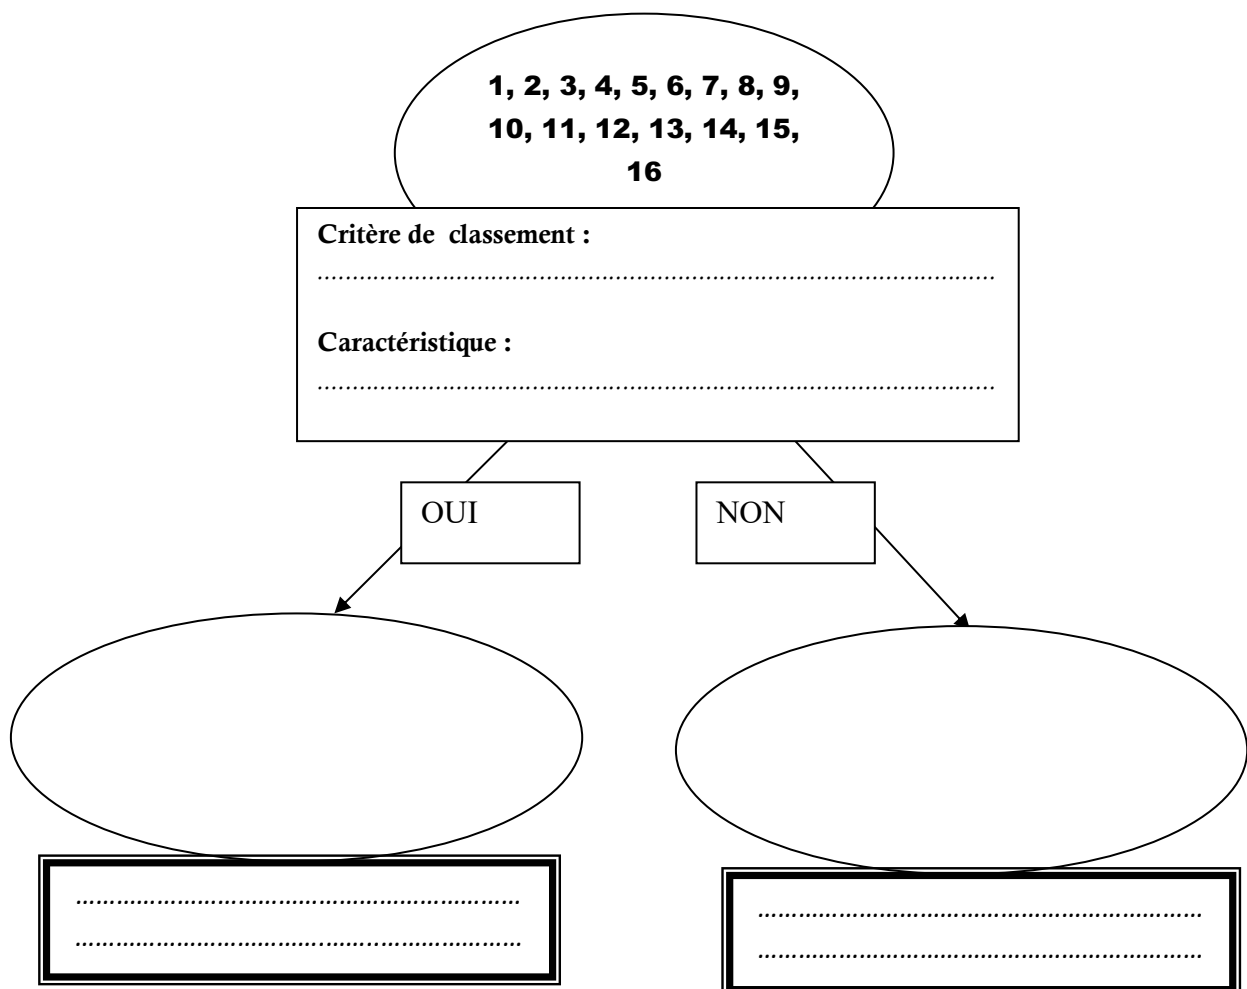 1, 2, 3, 4, 5, 6, 7, 8, 9,
10, 11, 12, 13, 14, 15,
16
Critère de classement :
..........................................................................................
Caractéristique :
..........................................................................................
OUI
NON
............................................................
............................................................
............................................................
............................................................